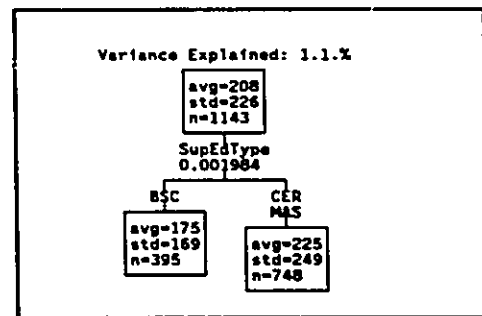 Variance Explained: 1.1.%
avg=208
std=226
n=1143
SupEdType
0.001984
BSC
CER
MAS
avg=175
std=169
n=395
avg=225
std=249
n=748